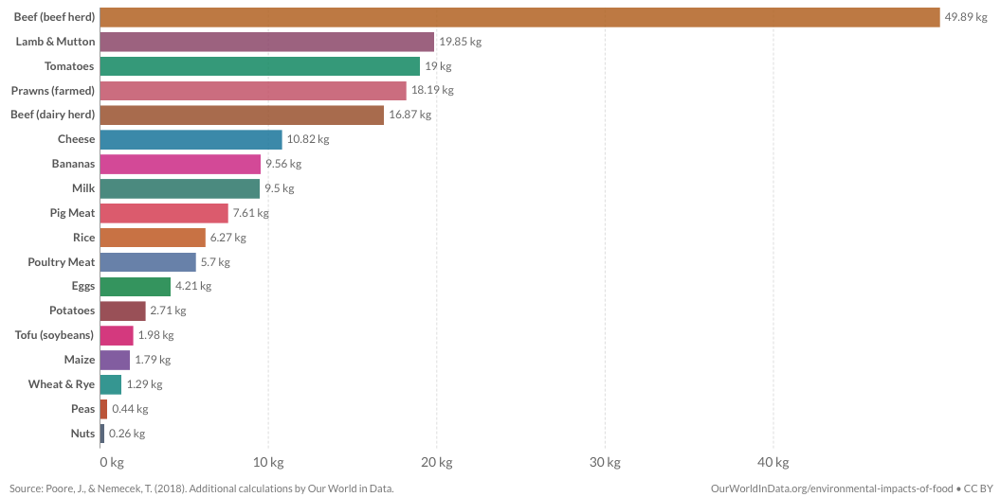 Beef (beef herd) 49.89 kg
Lamb & Mutton 19.85 kg
Tomatoes 19 kg
Prawns (farmed) 18.19 kg
Beef (dairy herd) 16.87 kg
Cheese 10.82 kg
Bananas 9.56 kg
Milk 9.5 kg
Pig Meat 7.61 kg
Rice 6.27 kg
Poultry Meat 5.7 kg
Eggs 4.21 kg
Potatoes 2.71 kg
Tofu (soybeans) 1.98 kg
Maize 1.79 kg
Wheat & Rye 1.29 kg
Peas 0.44 kg
Nuts 0.26 kg
0 kg 10 kg 20 kg 30 kg 40 kg
Source: Poore, J., & Nemecek, T. (2018). Additional calculations by Our World in Data. OurWorldInData.org/environmental-impacts-of-food • CC BY